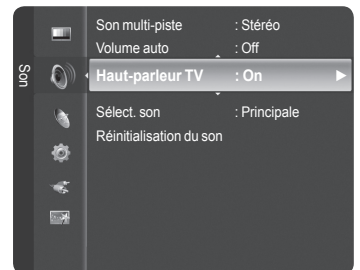 Son
Son multi-piste : Stéréo
Volume auto : Off
Haut-parleur TV : On
Sélect. son : Principale
Réinitialisation du son